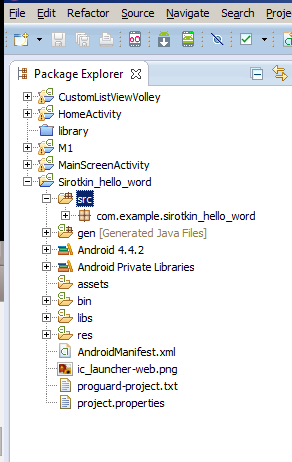 File Edit Refactor Source Navigate Search Proje
Package Explorer
CustomListViewVolley
HomeActivity
library
M1
MainScreenActivity
Sirotkin_hello_word
src
com.example.sirotkin_hello_word
gen [Generated Java Files]
Android 4.4.2
Android Private Libraries
assets
bin
libs
res
AndroidManifest.xml
ic_launcher-web.png
proguard-project.txt
project.properties